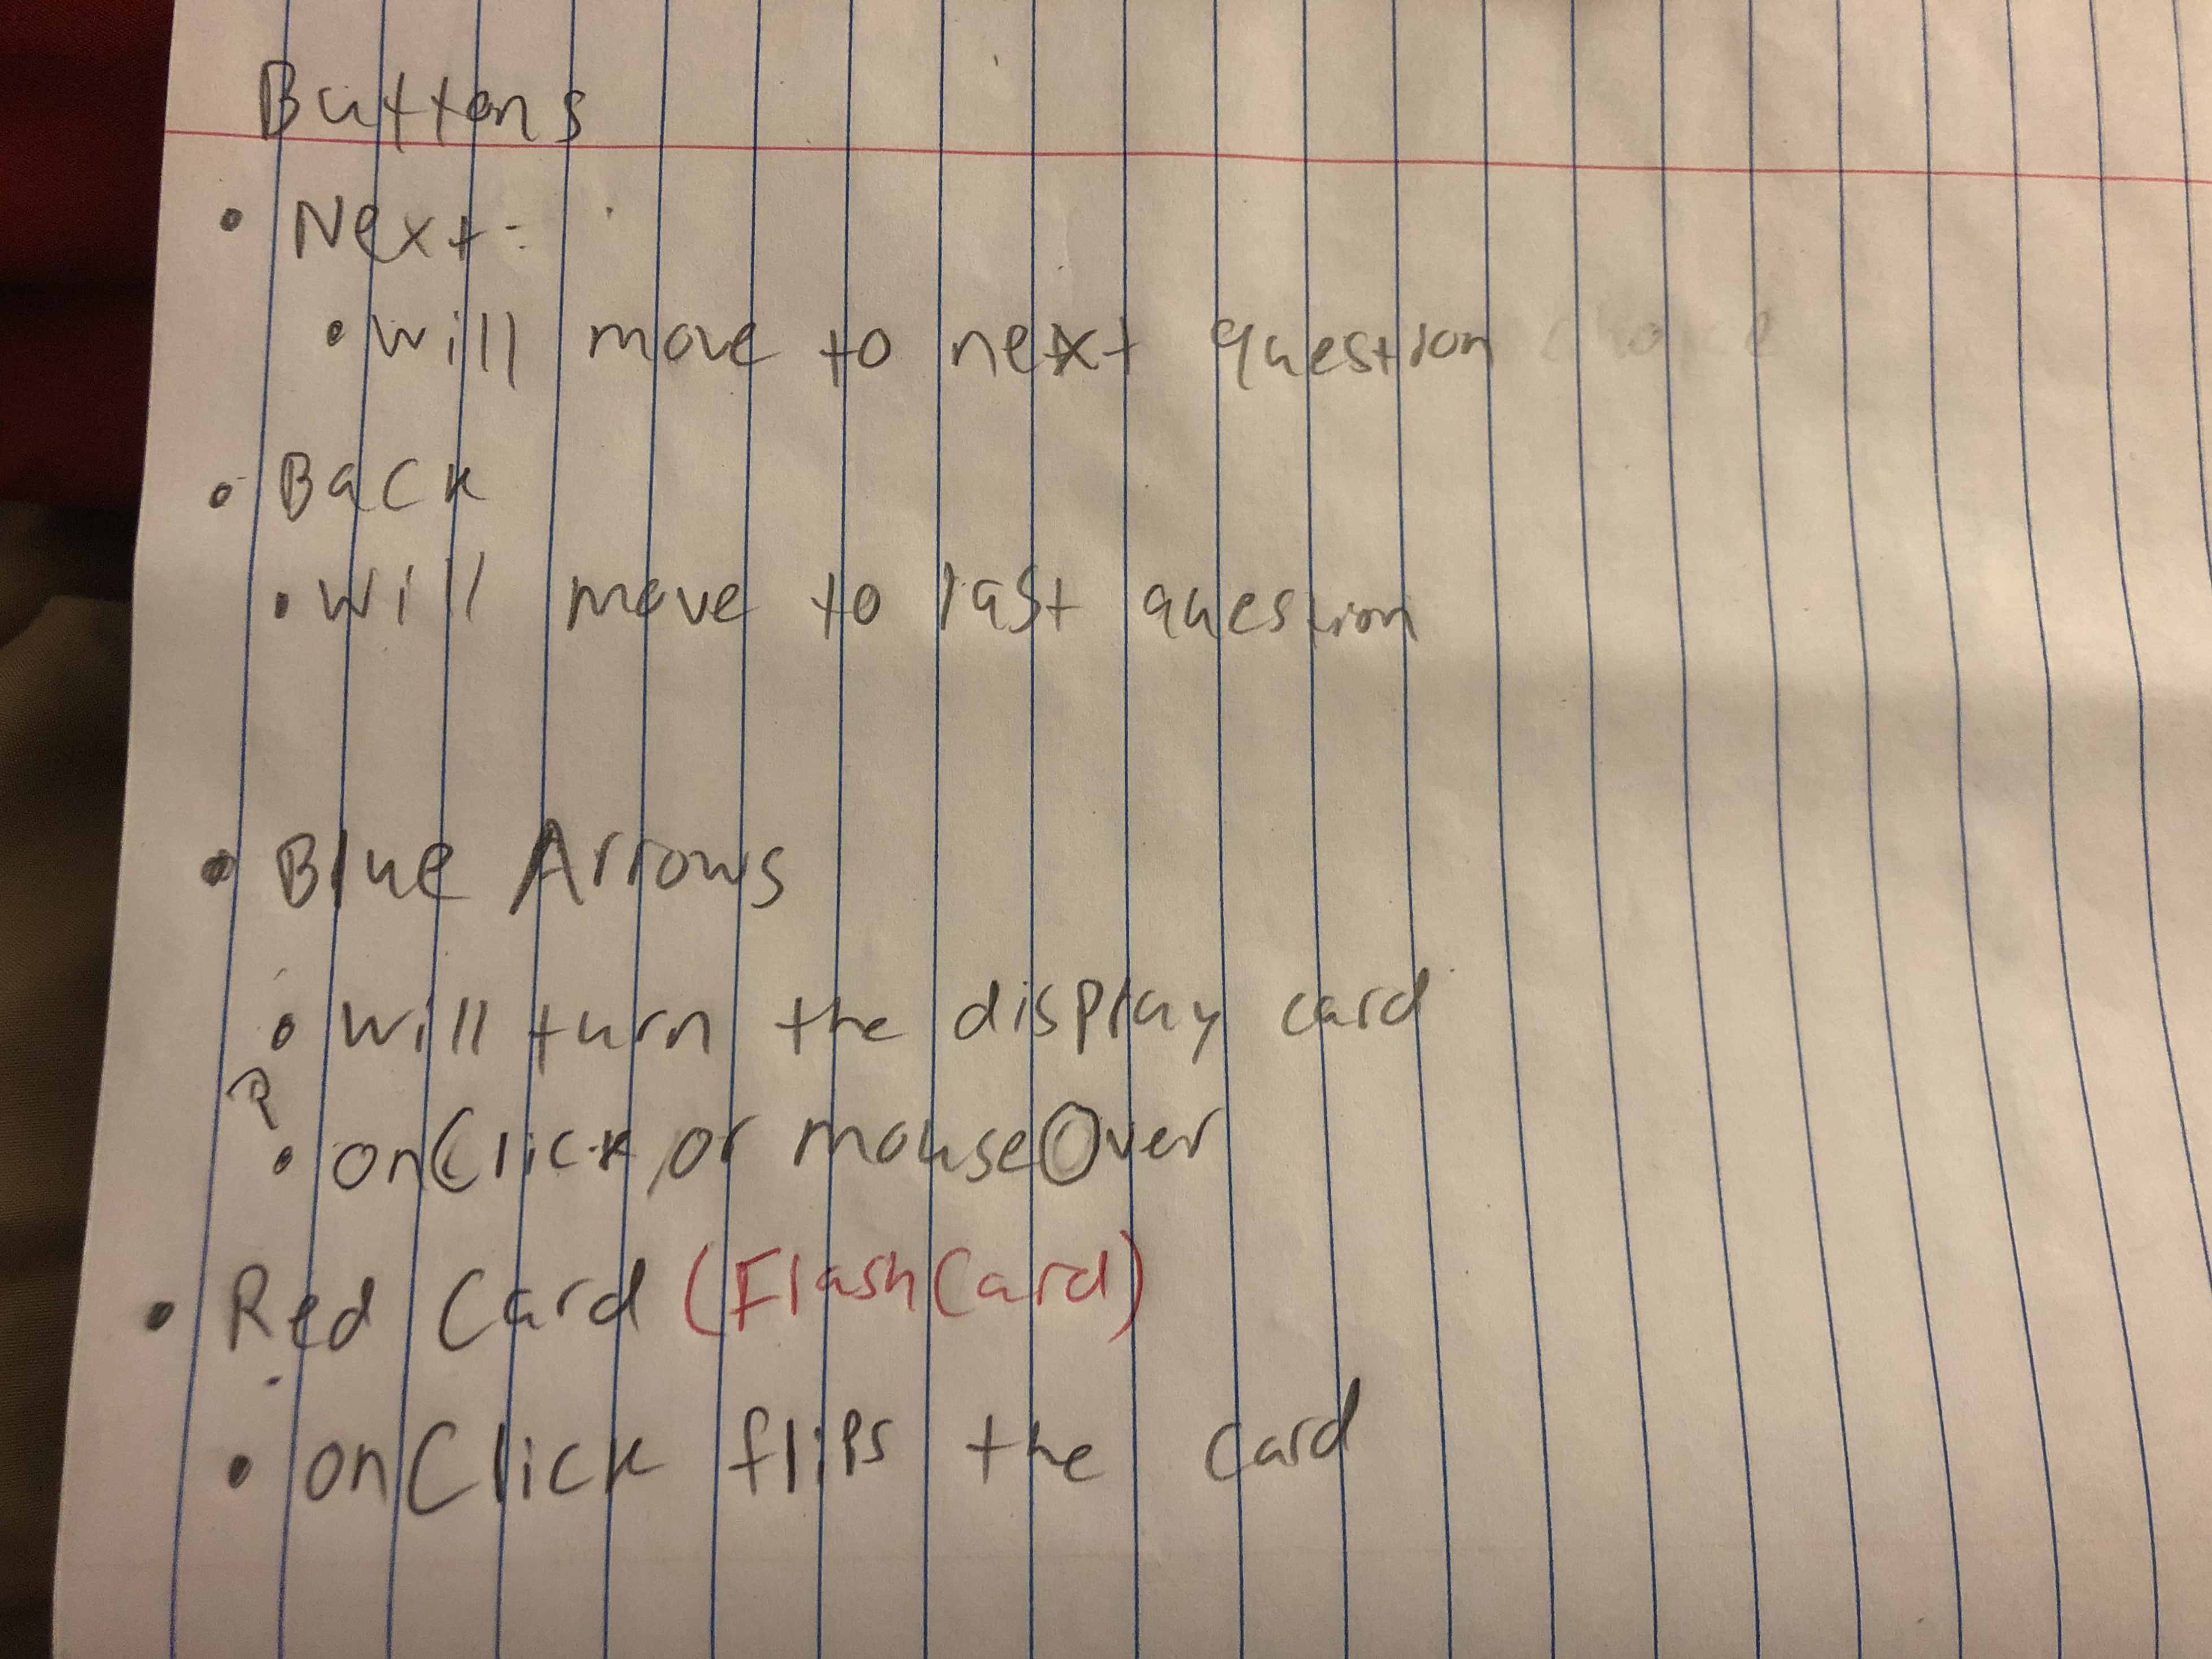 Buttons
• Next:
• Will move to next question
• Back
• Will move to last question
• Blue Arrows
• Will turn the display card
?
• onClick or mouseOver
• Red Card (FlashCard)
• onClick flips the card